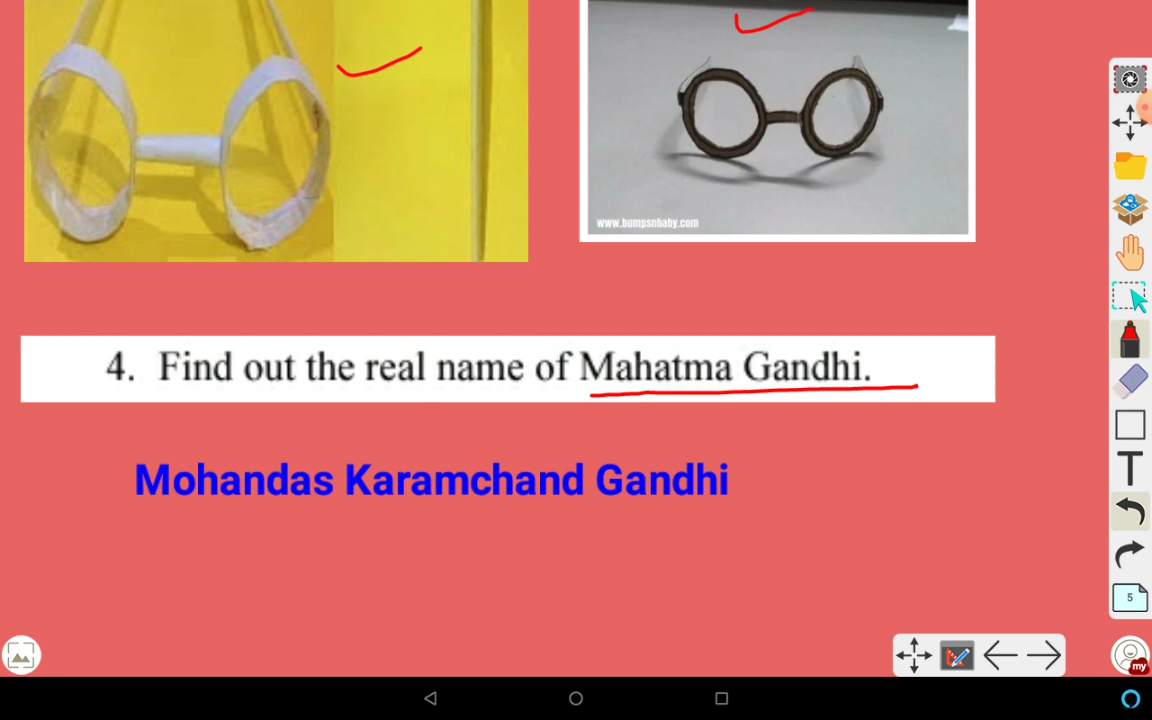 www.bumpsnbaby.com
4. Find out the real name of Mahatma Gandhi.
Mohandas Karamchand Gandhi
T
5
my